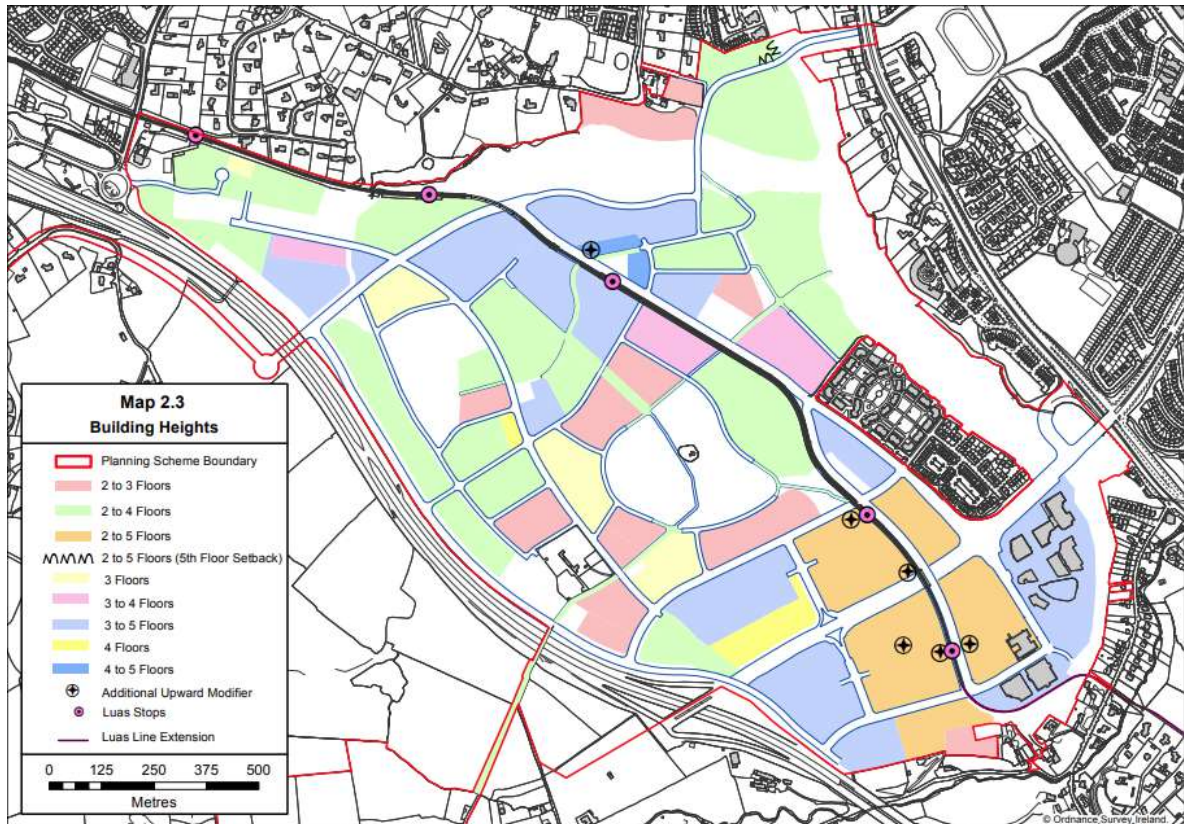 Map 2.3
Building Heights
Planning Scheme Boundary
2 to 3 Floors
2 to 4 Floors
2 to 5 Floors
2 to 5 Floors (5th Floor Setback)
3 Floors
3 to 4 Floors
3 to 5 Floors
4 Floors
4 to 5 Floors
Additional Upward Modifier
Luas Stops
Luas Line Extension
0 125 250 375 500
Metres
© Ordnance Survey Ireland.